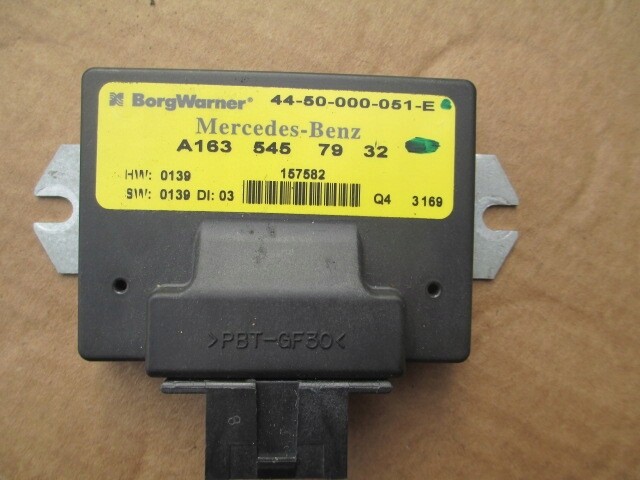 BorgWarner® 44-50-000-051-E
Mercedes-Benz
A163 545 79 32
HW: 0139 157582
SW: 0139 DI: 03 Q4 3169
>PBT-GF30<
8